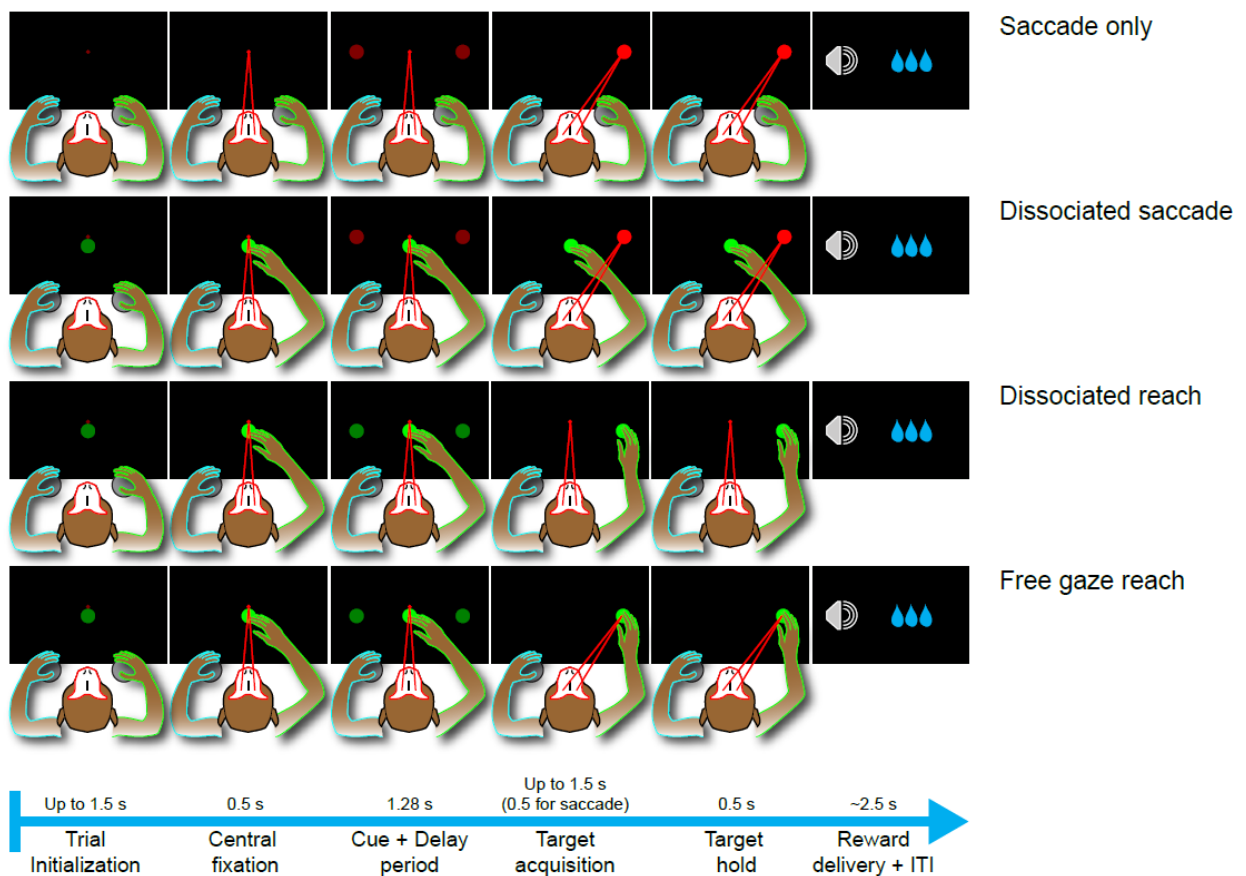 Saccade only
Dissociated saccade
Dissociated reach
Free gaze reach
Up to 1.5 s
0.5 s
1.28 s
Up to 1.5 s
(0.5 for saccade)
0.5 s
~2.5 s
Trial
Initialization
Central
fixation
Cue + Delay
period
Target
acquisition
Target
hold
Reward
delivery + ITI